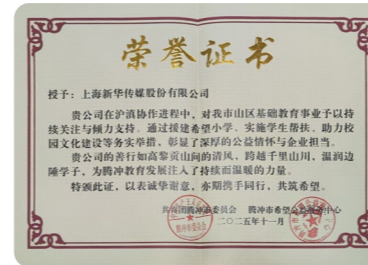 荣誉证书
授予：上海新华传媒股份有限公司
贵公司在沪滇协作进程中，对我市山区基础教育事业予以持
续关注与倾力支持。通过援建希望小学、实施学生帮扶、助力校
园文化建设等务实举措，彰显了深厚的公益情怀与企业担当。
贵公司的善行如高黎贡山间的清风，跨越千里山川，温润边
陲学子，为腾冲教育发展注入了持续而温暖的力量。
特颁此证，以表诚挚谢意，亦期携手同行，共筑希望。
共青团腾冲市委员会 腾冲市希望工程服务中心
二〇二五年十一月